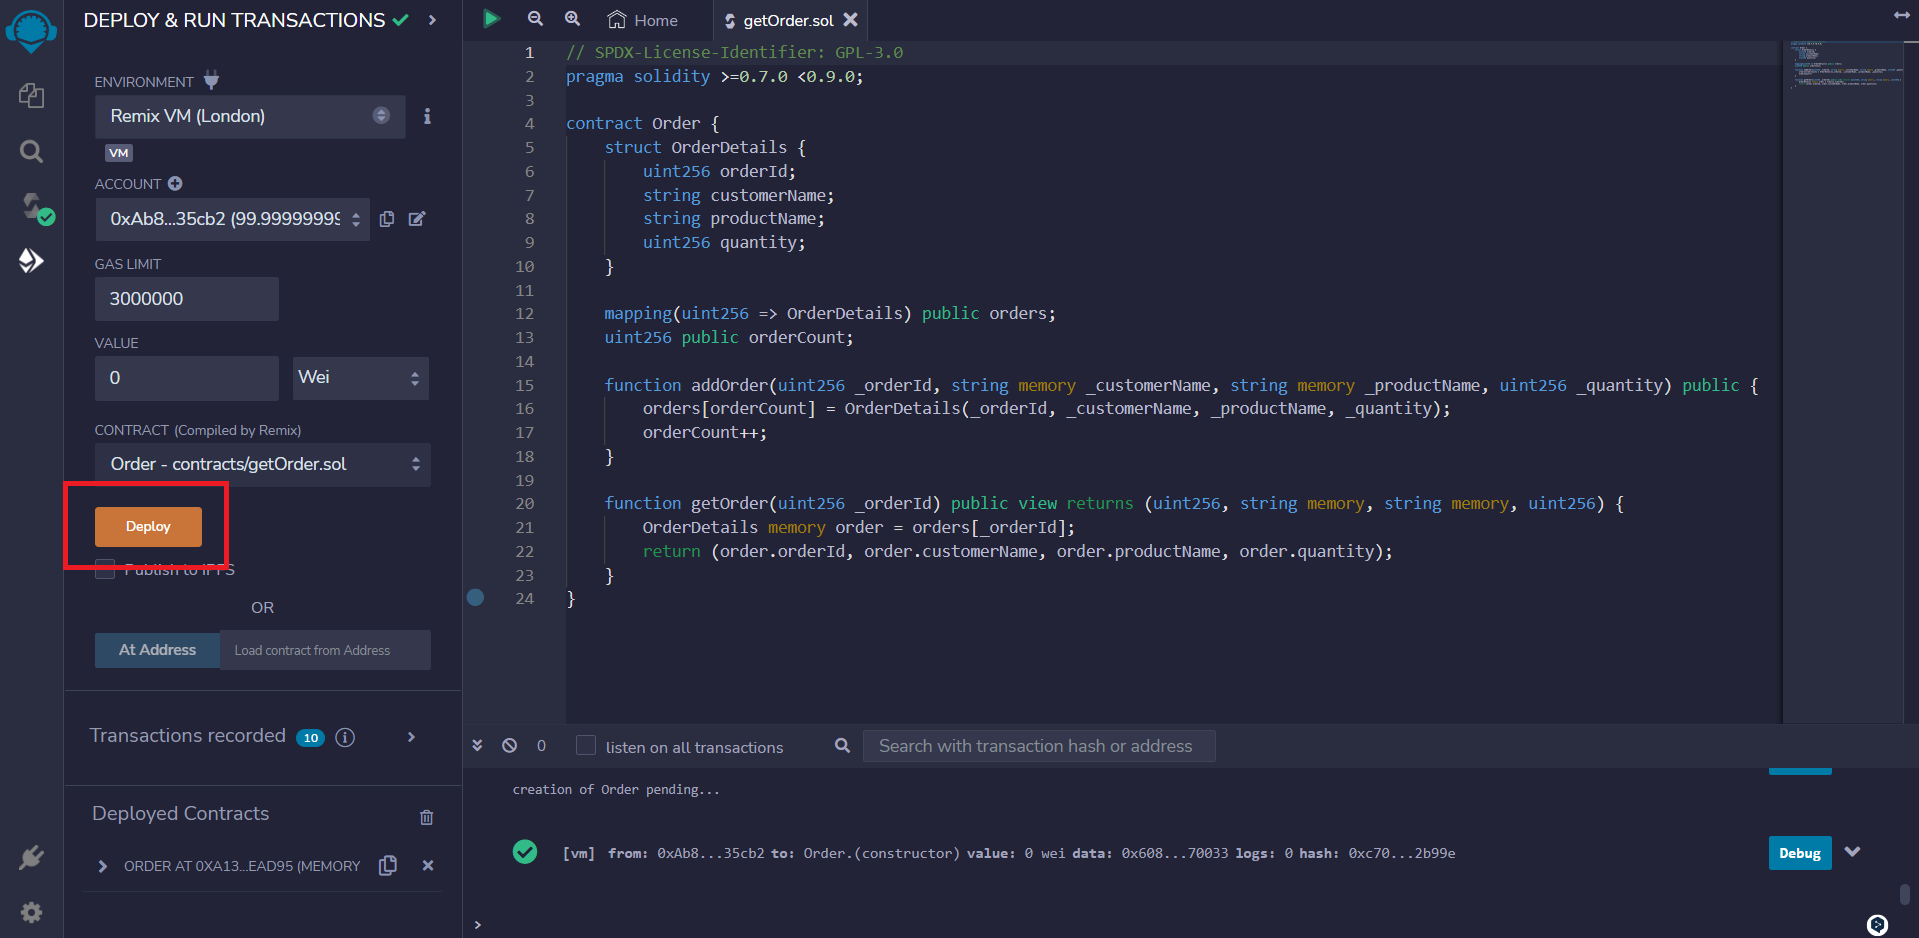 DEPLOY & RUN TRANSACTIONS
ENVIRONMENT
Remix VM (London)
VM
ACCOUNT
0xAb8...35cb2 (99.99999999
GAS LIMIT
3000000
VALUE
0
Wei
CONTRACT (Compiled by Remix)
Order - contracts/getOrder.sol
Deploy
Publish to IPFS
OR
At Address
Load contract from Address
Transactions recorded 10
Deployed Contracts
ORDER AT 0XA13...EAD95 (MEMORY
Home
getOrder.sol
1 // SPDX-License-Identifier: GPL-3.0
2 pragma solidity >=0.7.0 <0.9.0;
3
4 contract Order {
5 struct OrderDetails {
6 uint256 orderId;
7 string customerName;
8 string productName;
9 uint256 quantity;
10 }
11
12 mapping(uint256 => OrderDetails) public orders;
13 uint256 public orderCount;
14
15 function addOrder(uint256 _orderId, string memory _customerName, string memory _productName, uint256 _quantity) public {
16 orders[orderCount] = OrderDetails(_orderId, _customerName, _productName, _quantity);
17 orderCount++;
18 }
19
20 function getOrder(uint256 _orderId) public view returns (uint256, string memory, string memory, uint256) {
21 OrderDetails memory order = orders[_orderId];
22 return (order.orderId, order.customerName, order.productName, order.quantity);
23 }
24 }
0
listen on all transactions
Search with transaction hash or address
creation of Order pending...
[vm] from: 0xAb8...35cb2 to: Order.(constructor) value: 0 wei data: 0x608...70033 logs: 0 hash: 0xc70...2b99e
Debug
>